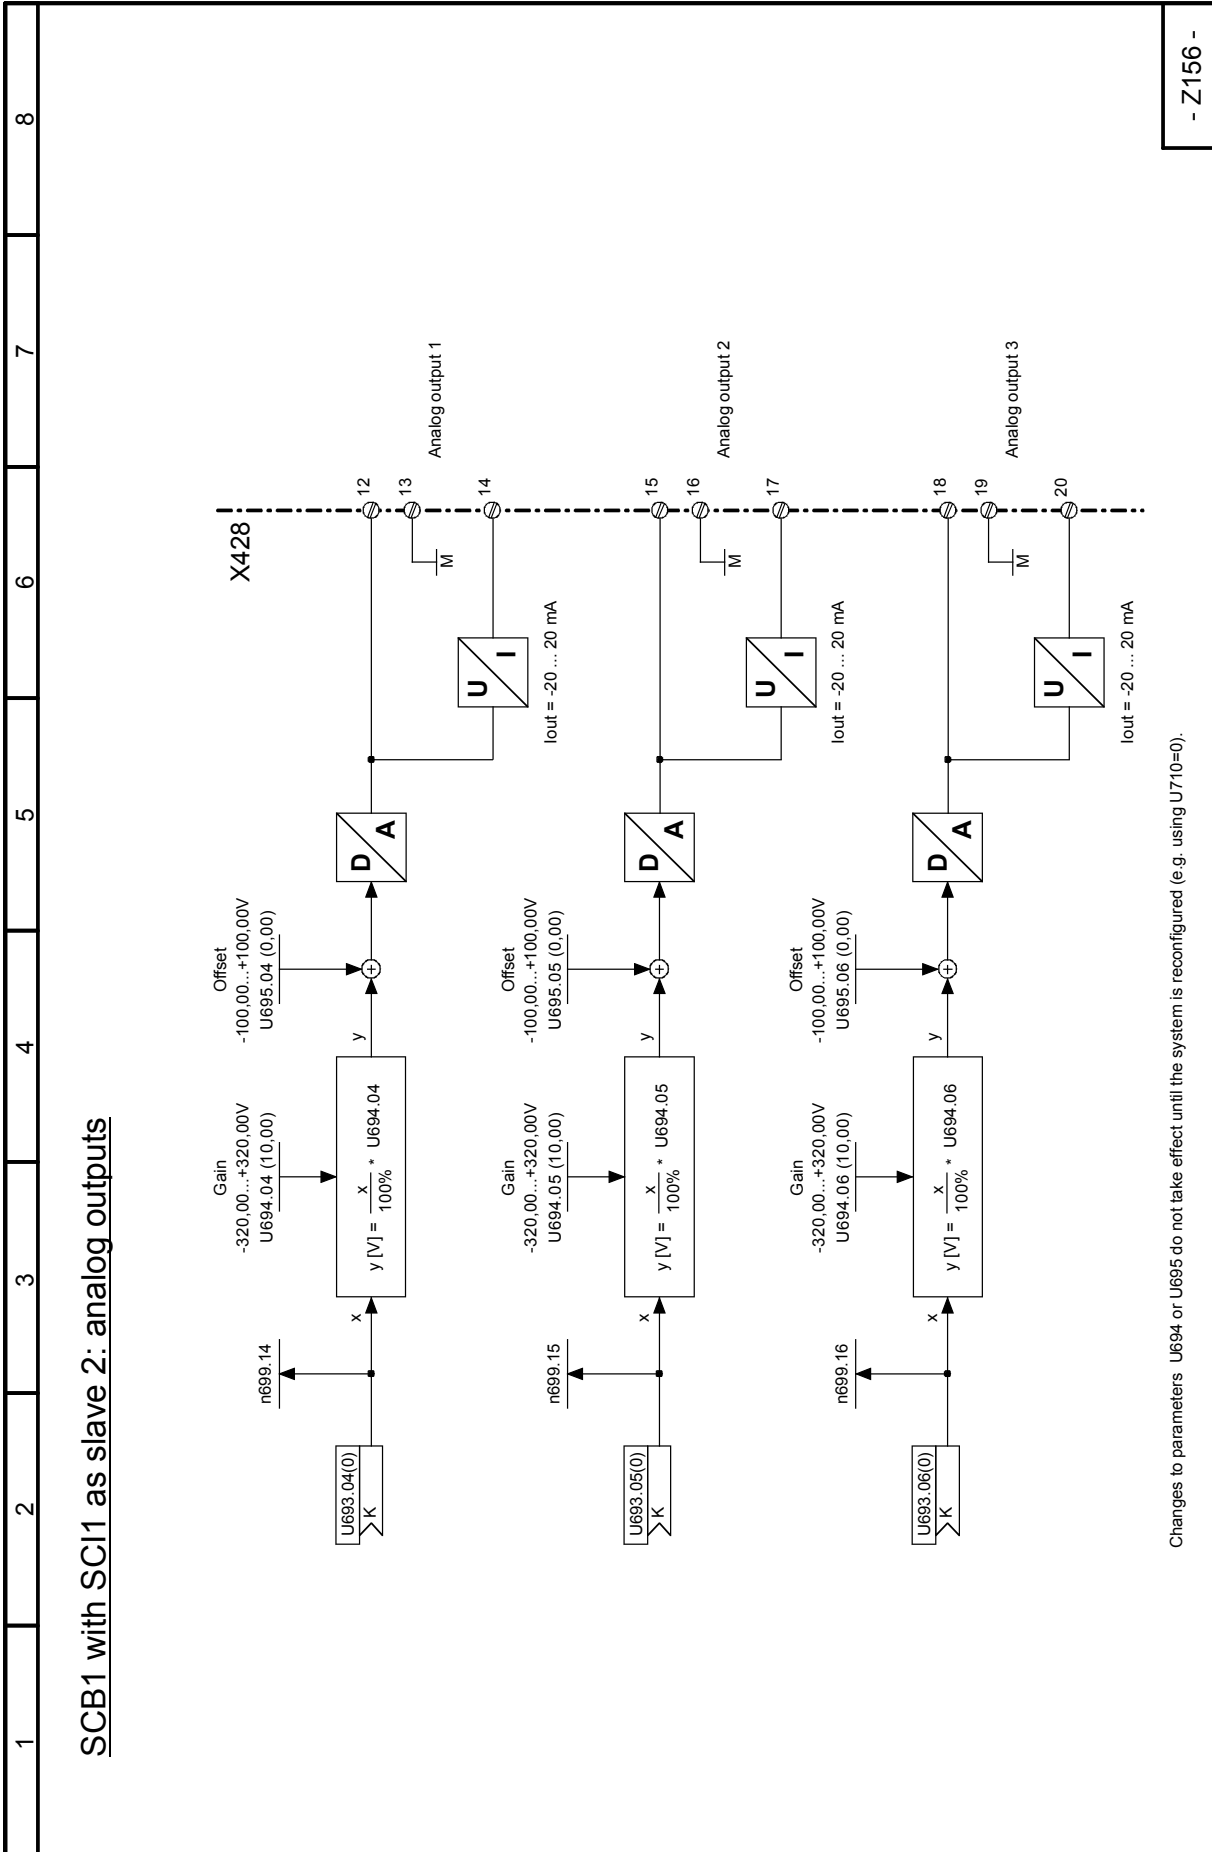 1 2 3 4 5 6 7 8
SCB1 with SCI1 as slave 2: analog outputs
X428
U693.04(0)
K
n699.14
x
Gain
-320,00...+320,00V
U694.04 (10,00)
y [V] = x / 100% * U694.04
y
Offset
-100,00...+100,00V
U695.04 (0,00)
+
D
A
U
I
Iout = -20 ... 20 mA
M
12
13
14
Analog output 1
U693.05(0)
K
n699.15
x
Gain
-320,00...+320,00V
U694.05 (10,00)
y [V] = x / 100% * U694.05
y
Offset
-100,00...+100,00V
U695.05 (0,00)
+
D
A
U
I
Iout = -20 ... 20 mA
M
15
16
17
Analog output 2
U693.06(0)
K
n699.16
x
Gain
-320,00...+320,00V
U694.06 (10,00)
y [V] = x / 100% * U694.06
y
Offset
-100,00...+100,00V
U695.06 (0,00)
+
D
A
U
I
Iout = -20 ... 20 mA
M
18
19
20
Analog output 3
Changes to parameters U694 or U695 do not take effect until the system is reconfigured (e.g. using U710=0).
- Z156 -